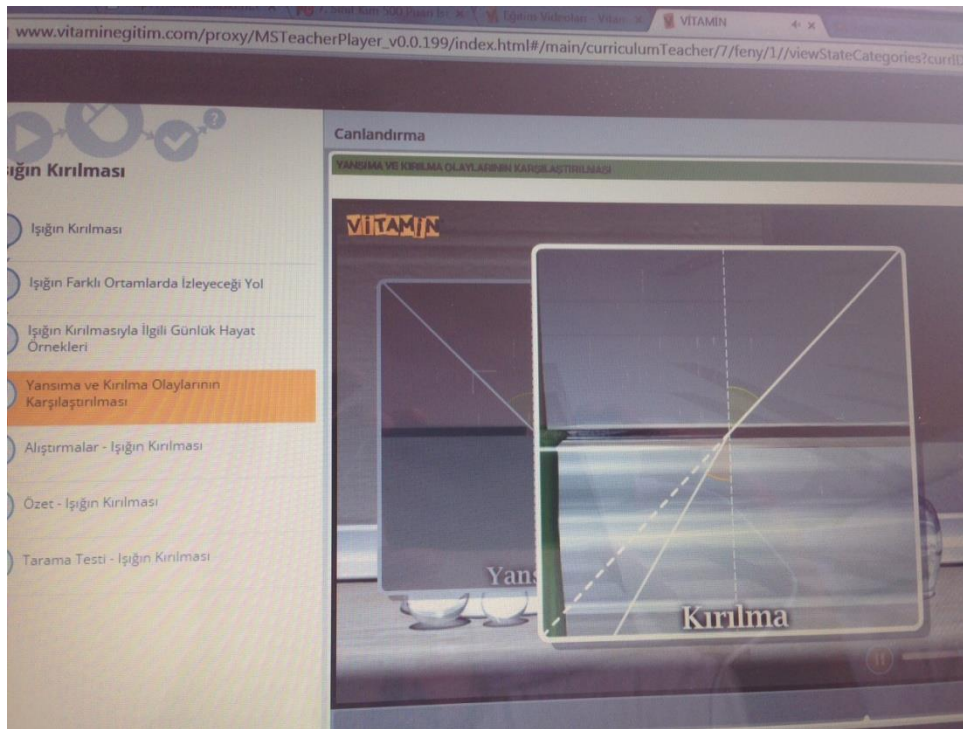 VİTAMİN
www.vitaminegitim.com/proxy/MSTeacherPlayer_v0.0.199/index.html#/main/curriculumTeacher/7/feny/1//viewStateCategories?currID
?
Canlandırma
YANSIMA VE KIRILMA OLAYLARININ KARŞILAŞTIRILMASI
ığın Kırılması
Işığın Kırılması
Işığın Farklı Ortamlarda İzleyeceği Yol
Işığın Kırılmasıyla İlgili Günlük Hayat
Örnekleri
Yansıma ve Kırılma Olaylarının
Karşılaştırılması
Alıştırmalar - Işığın Kırılması
Özet - Işığın Kırılması
Tarama Testi - Işığın Kırılması
VİTAMİN
Yans
Kırılma